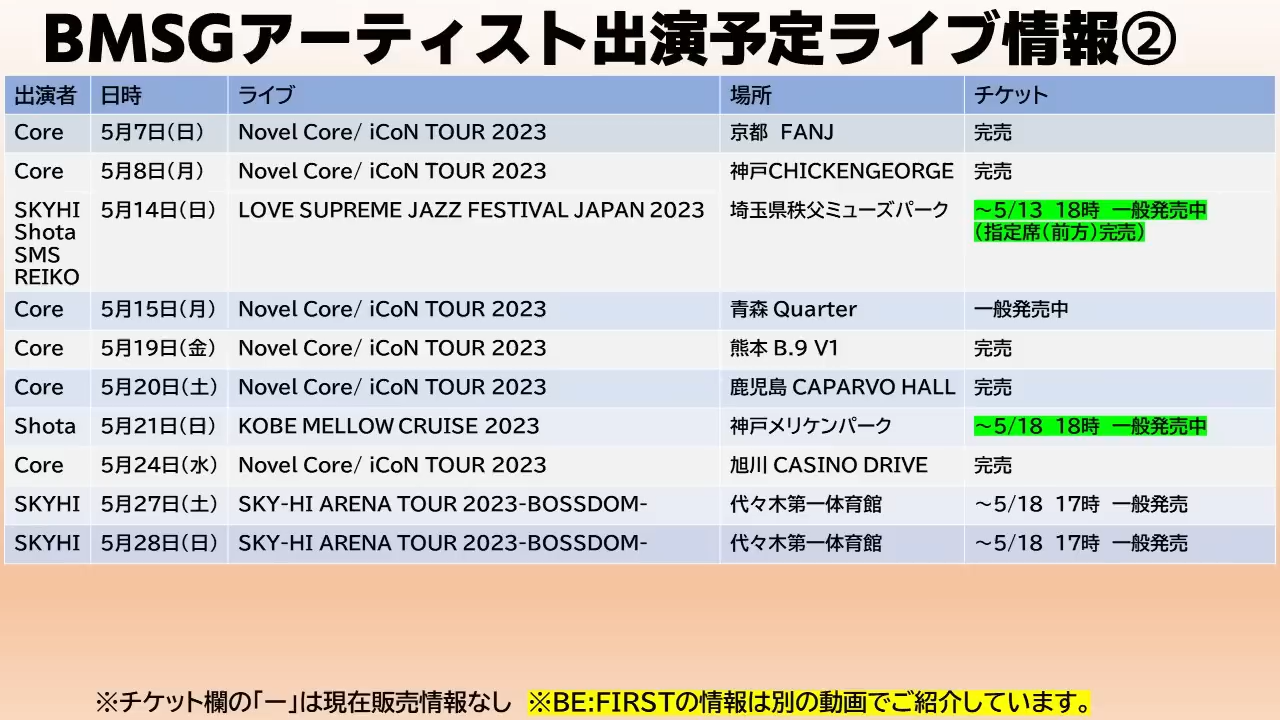 BMSGアーティスト出演予定ライブ情報②
出演者 日時 ライブ 場所 チケット
Core 5月7日(日) Novel Core/ iCoN TOUR 2023 京都 FANJ 完売
Core 5月8日(月) Novel Core/ iCoN TOUR 2023 神戸CHICKENGEORGE 完売
SKYHI 5月14日(日) LOVE SUPREME JAZZ FESTIVAL JAPAN 2023 埼玉県秩父ミューズパーク ～5/13 18時 一般発売中
Shota (指定席(前方)完売)
SMS
REIKO
Core 5月15日(月) Novel Core/ iCoN TOUR 2023 青森 Quarter 一般発売中
Core 5月19日(金) Novel Core/ iCoN TOUR 2023 熊本 B.9 V1 完売
Core 5月20日(土) Novel Core/ iCoN TOUR 2023 鹿児島 CAPARVO HALL 完売
Shota 5月21日(日) KOBE MELLOW CRUISE 2023 神戸メリケンパーク ～5/18 18時 一般発売中
Core 5月24日(水) Novel Core/ iCoN TOUR 2023 旭川 CASINO DRIVE 完売
SKYHI 5月27日(土) SKY-HI ARENA TOUR 2023-BOSSDOM- 代々木第一体育館 ～5/18 17時 一般発売
SKYHI 5月28日(日) SKY-HI ARENA TOUR 2023-BOSSDOM- 代々木第一体育館 ～5/18 17時 一般発売
※チケット欄の「ー」は現在販売情報なし ※BE:FIRSTの情報は別の動画でご紹介しています。